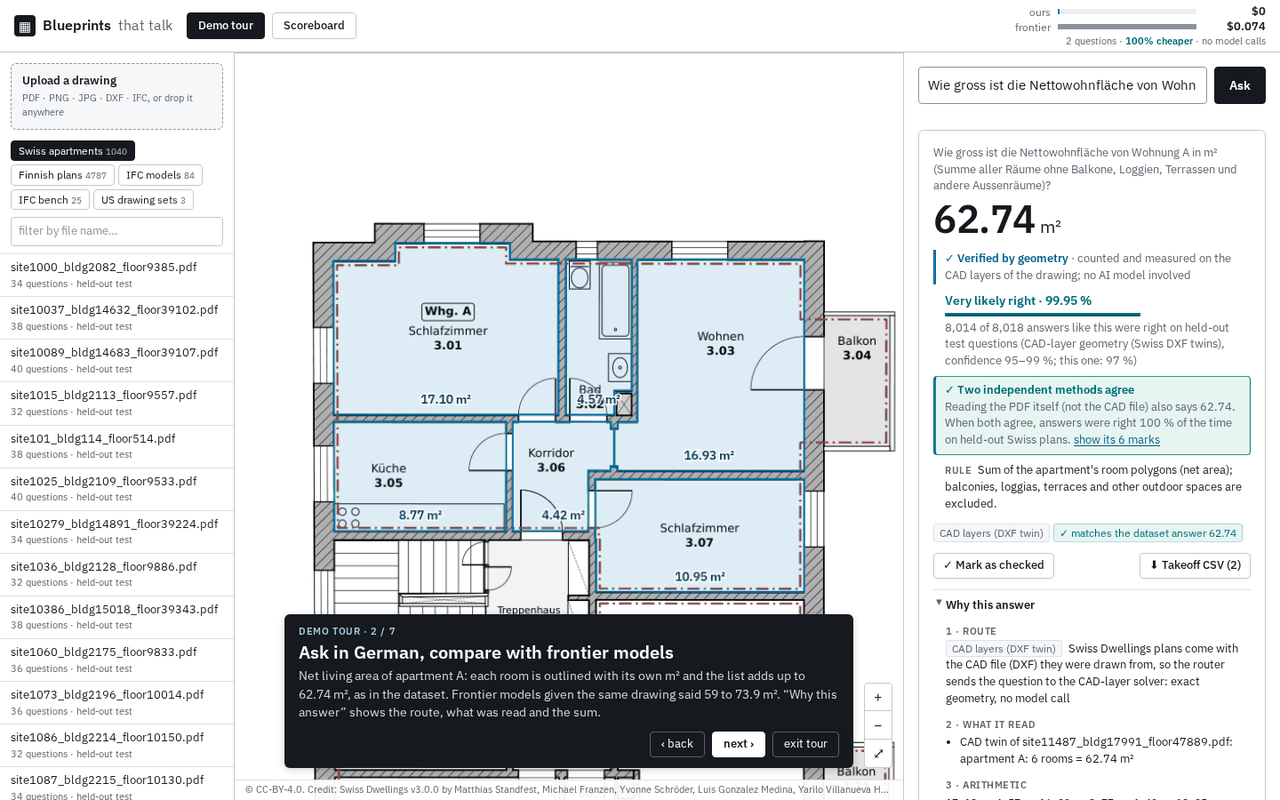 Blueprints that talk
Demo tour
Scoreboard
ours $0
frontier $0.074
2 questions · 100% cheaper · no model calls
Upload a drawing
PDF · PNG · JPG · DXF · IFC, or drop it
anywhere
Swiss apartments 1040
Finnish plans 4787
IFC models 84
IFC bench 25
US drawing sets 3
filter by file name...
site1000_bldg2082_floor9385.pdf
34 questions · held-out test
site10037_bldg14632_floor39102.pdf
38 questions · held-out test
site10089_bldg14683_floor39107.pdf
40 questions · held-out test
site1015_bldg2113_floor9557.pdf
32 questions · held-out test
site101_bldg114_floor514.pdf
38 questions · held-out test
site1025_bldg2109_floor9533.pdf
40 questions · held-out test
site10279_bldg14891_floor39224.pdf
34 questions · held-out test
site1036_bldg2128_floor9886.pdf
32 questions · held-out test
site10386_bldg15018_floor39343.pdf
38 questions · held-out test
site1060_bldg2175_floor9833.pdf
36 questions · held-out test
site1073_bldg2196_floor10014.pdf
36 questions · held-out test
site1086_bldg2214_floor10150.pdf
32 questions · held-out test
site1087_bldg2215_floor10130.pdf
34 questions · held-out test
Whg. A
Schlafzimmer
3.01
17.10 m²
Bad
3.02
4.57 m²
Wohnen
3.03
16.93 m²
Balkon
3.04
Küche
3.05
8.77 m²
Korridor
3.06
4.42 m²
Schlafzimmer
3.07
10.95 m²
Treppenhaus
Balkon
DEMO TOUR · 2 / 7
Ask in German, compare with frontier models
Net living area of apartment A: each room is outlined with its own m² and the list adds up to
62.74 m², as in the dataset. Frontier models given the same drawing said 59 to 73.9 m². “Why this
answer” shows the route, what was read and the sum.
‹ back
next ›
exit tour
+
−
⤢
© CC-BY-4.0. Credit: Swiss Dwellings v3.0.0 by Matthias Standfest, Michael Franzen, Yvonne Schröder, Luis Gonzalez Medina, Yarilo Villanueva H...
Wie gross ist die Nettowohnfläche von Wohn
Ask
Wie gross ist die Nettowohnfläche von Wohnung A in m²
(Summe aller Räume ohne Balkone, Loggien, Terrassen und
andere Aussenräume)?
62.74 m²
✓ Verified by geometry · counted and measured on the
CAD layers of the drawing; no AI model involved
Very likely right · 99.95 %
8,014 of 8,018 answers like this were right on held-out
test questions (CAD-layer geometry (Swiss DXF twins),
confidence 95–99 %; this one: 97 %)
✓ Two independent methods agree
Reading the PDF itself (not the CAD file) also says 62.74.
When both agree, answers were right 100 % of the time
on held-out Swiss plans. show its 6 marks
RULE Sum of the apartment's room polygons (net area);
balconies, loggias, terraces and other outdoor spaces are
excluded.
CAD layers (DXF twin)
✓ matches the dataset answer 62.74
✓ Mark as checked
⬇ Takeoff CSV (2)
▾ Why this answer
1 · ROUTE
CAD layers (DXF twin) Swiss Dwellings plans come with
the CAD file (DXF) they were drawn from, so the router
sends the question to the CAD-layer solver: exact
geometry, no model call
2 · WHAT IT READ
• CAD twin of site11487_bldg17991_floor47889.pdf:
apartment A: 6 rooms = 62.74 m²
3 · ARITHMETIC